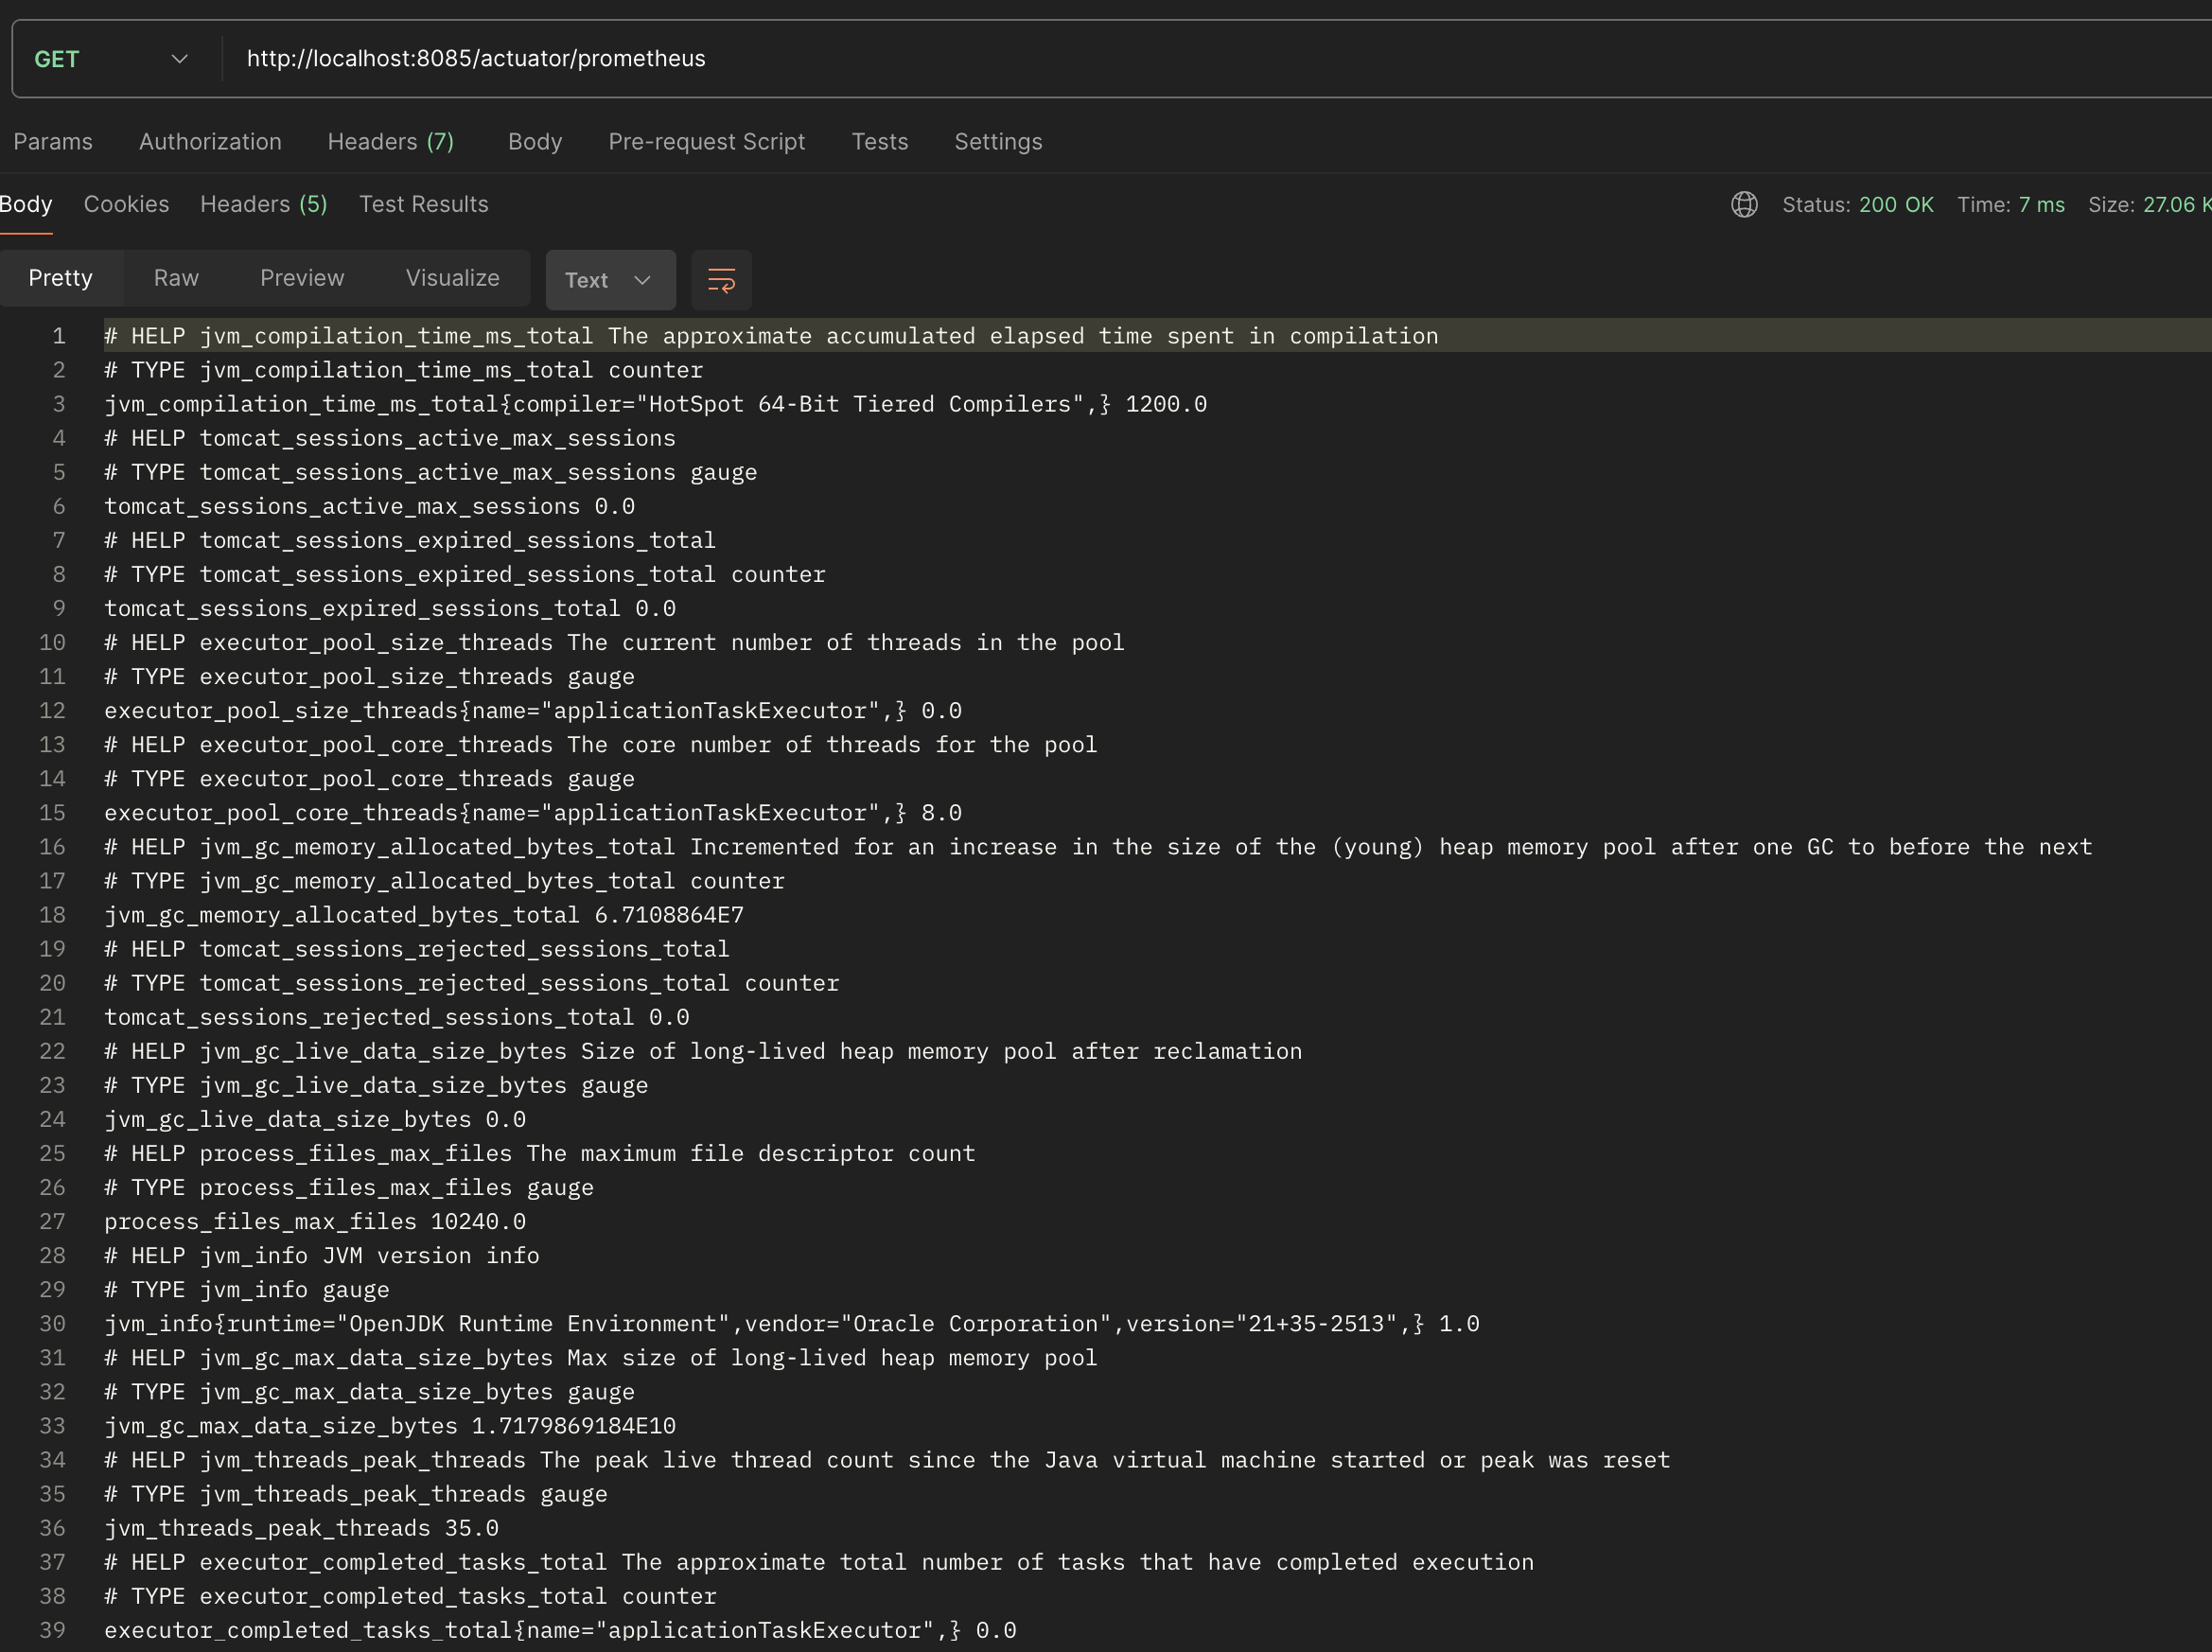 GET http://localhost:8085/actuator/prometheus
Params Authorization Headers (7) Body Pre-request Script Tests Settings
Body Cookies Headers (5) Test Results Status: 200 OK Time: 7 ms Size: 27.06 K
Pretty Raw Preview Visualize Text
1 # HELP jvm_compilation_time_ms_total The approximate accumulated elapsed time spent in compilation
2 # TYPE jvm_compilation_time_ms_total counter
3 jvm_compilation_time_ms_total{compiler="HotSpot 64-Bit Tiered Compilers",} 1200.0
4 # HELP tomcat_sessions_active_max_sessions
5 # TYPE tomcat_sessions_active_max_sessions gauge
6 tomcat_sessions_active_max_sessions 0.0
7 # HELP tomcat_sessions_expired_sessions_total
8 # TYPE tomcat_sessions_expired_sessions_total counter
9 tomcat_sessions_expired_sessions_total 0.0
10 # HELP executor_pool_size_threads The current number of threads in the pool
11 # TYPE executor_pool_size_threads gauge
12 executor_pool_size_threads{name="applicationTaskExecutor",} 0.0
13 # HELP executor_pool_core_threads The core number of threads for the pool
14 # TYPE executor_pool_core_threads gauge
15 executor_pool_core_threads{name="applicationTaskExecutor",} 8.0
16 # HELP jvm_gc_memory_allocated_bytes_total Incremented for an increase in the size of the (young) heap memory pool after one GC to before the next
17 # TYPE jvm_gc_memory_allocated_bytes_total counter
18 jvm_gc_memory_allocated_bytes_total 6.7108864E7
19 # HELP tomcat_sessions_rejected_sessions_total
20 # TYPE tomcat_sessions_rejected_sessions_total counter
21 tomcat_sessions_rejected_sessions_total 0.0
22 # HELP jvm_gc_live_data_size_bytes Size of long-lived heap memory pool after reclamation
23 # TYPE jvm_gc_live_data_size_bytes gauge
24 jvm_gc_live_data_size_bytes 0.0
25 # HELP process_files_max_files The maximum file descriptor count
26 # TYPE process_files_max_files gauge
27 process_files_max_files 10240.0
28 # HELP jvm_info JVM version info
29 # TYPE jvm_info gauge
30 jvm_info{runtime="OpenJDK Runtime Environment",vendor="Oracle Corporation",version="21+35-2513",} 1.0
31 # HELP jvm_gc_max_data_size_bytes Max size of long-lived heap memory pool
32 # TYPE jvm_gc_max_data_size_bytes gauge
33 jvm_gc_max_data_size_bytes 1.7179869184E10
34 # HELP jvm_threads_peak_threads The peak live thread count since the Java virtual machine started or peak was reset
35 # TYPE jvm_threads_peak_threads gauge
36 jvm_threads_peak_threads 35.0
37 # HELP executor_completed_tasks_total The approximate total number of tasks that have completed execution
38 # TYPE executor_completed_tasks_total counter
39 executor_completed_tasks_total{name="applicationTaskExecutor",} 0.0